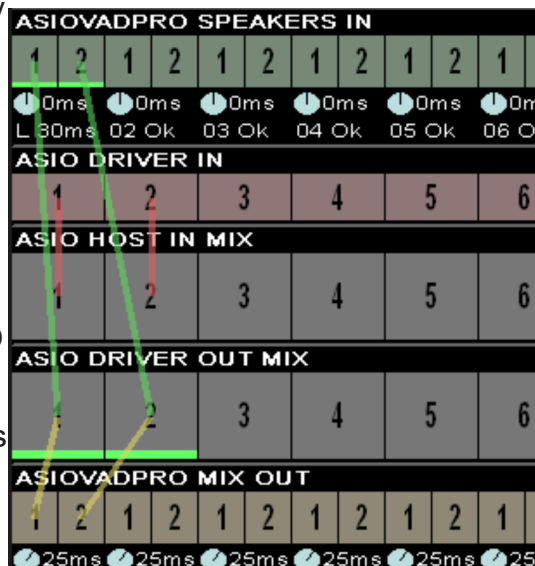 ASIOVADPRO SPEAKERS IN
1 2 1 2 1 2 1 2 1 2 1
0ms 0ms 0ms 0ms 0ms 0m
L 30ms 02 Ok 03 Ok 04 Ok 05 Ok 06 O
ASIO DRIVER IN
1 2 3 4 5 6
ASIO HOST IN MIX
1 2 3 4 5 6
ASIO DRIVER OUT MIX
1 2 3 4 5 6
ASIOVADPRO MIX OUT
1 2 1 2 1 2 1 2 1 2 1
25ms 25ms 25ms 25ms 25ms 25